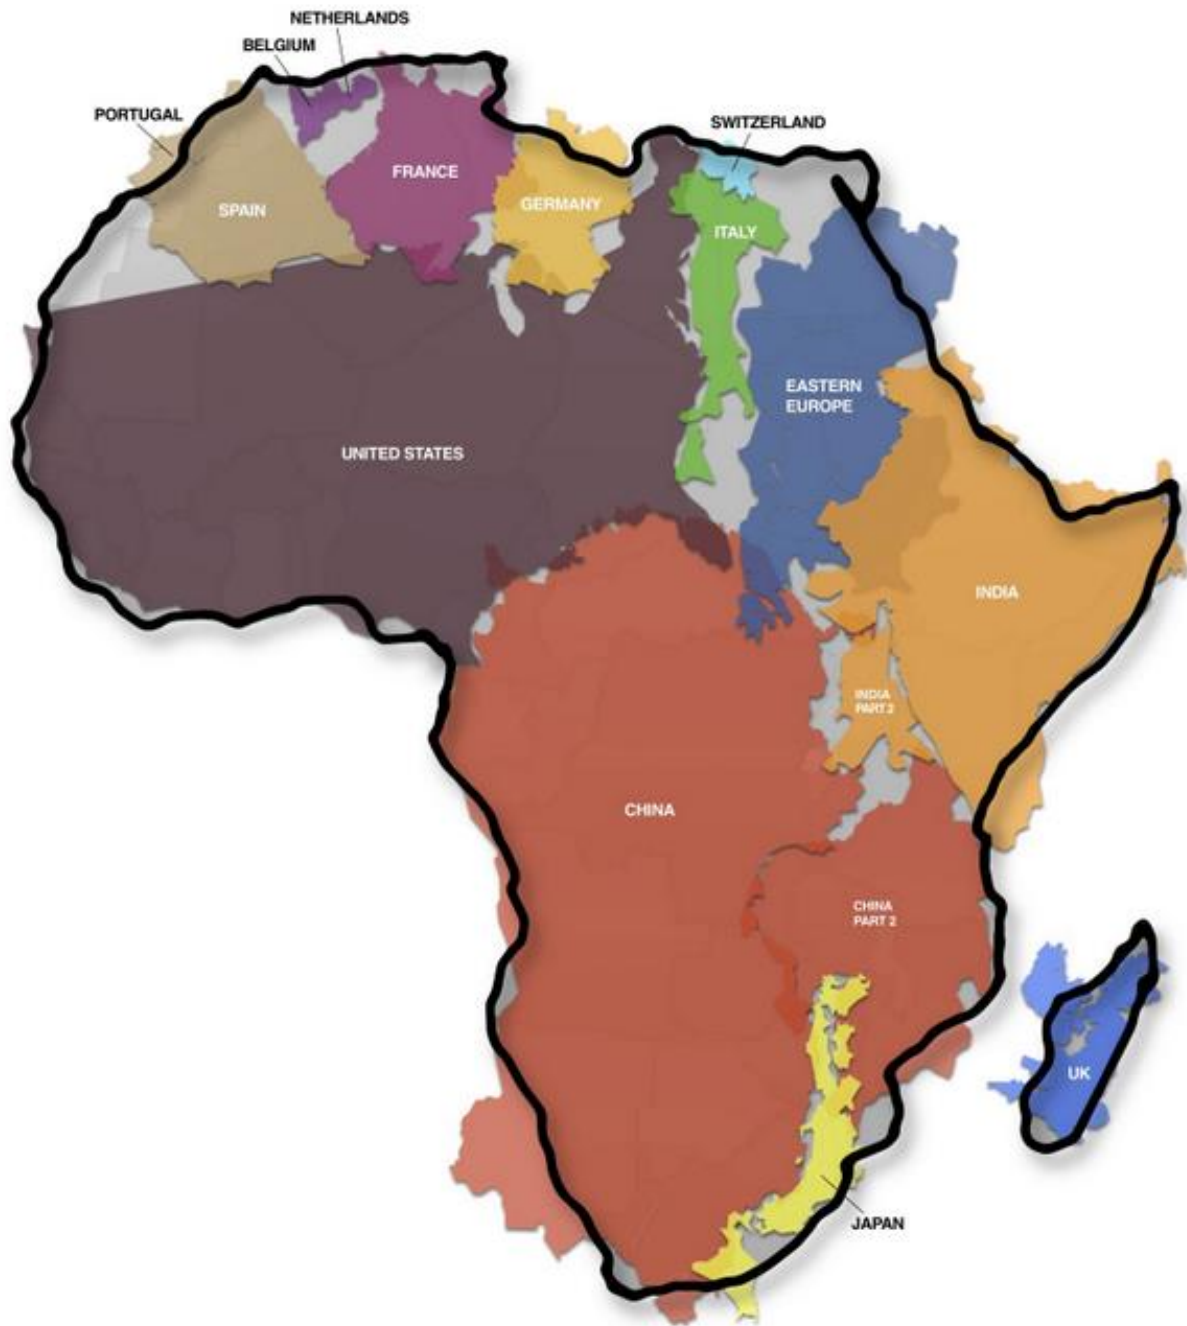 NETHERLANDS
BELGIUM
PORTUGAL
SWITZERLAND
FRANCE
SPAIN
GERMANY
ITALY
EASTERN
EUROPE
UNITED STATES
INDIA
INDIA
PART 2
CHINA
CHINA
PART 2
UK
JAPAN